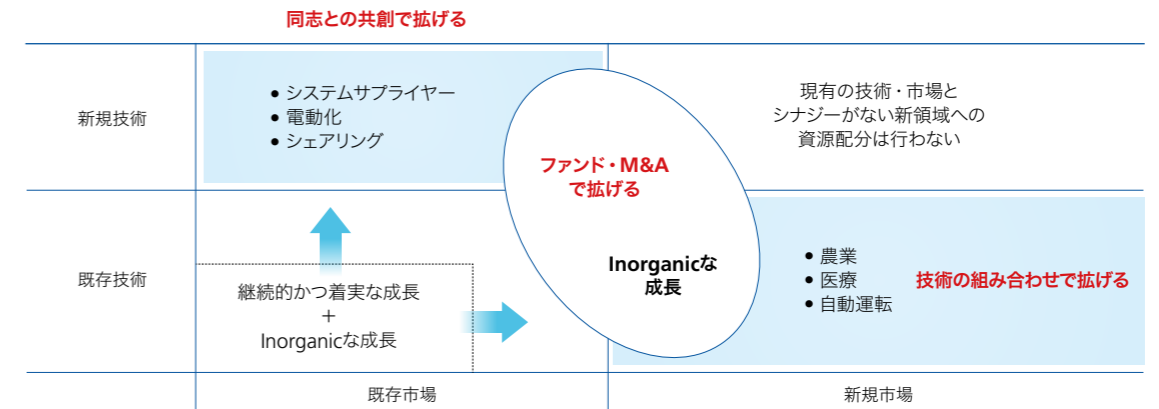 同志との共創で拡げる
新規技術
• システムサプライヤー
• 電動化
• シェアリング
ファンド・M&A
で拡げる
現有の技術・市場と
シナジーがない新領域への
資源配分は行わない
既存技術
継続的かつ着実な成長
+
Inorganicな成長
Inorganicな
成長
• 農業
• 医療
• 自動運転
技術の組み合わせで拡げる
既存市場
新規市場